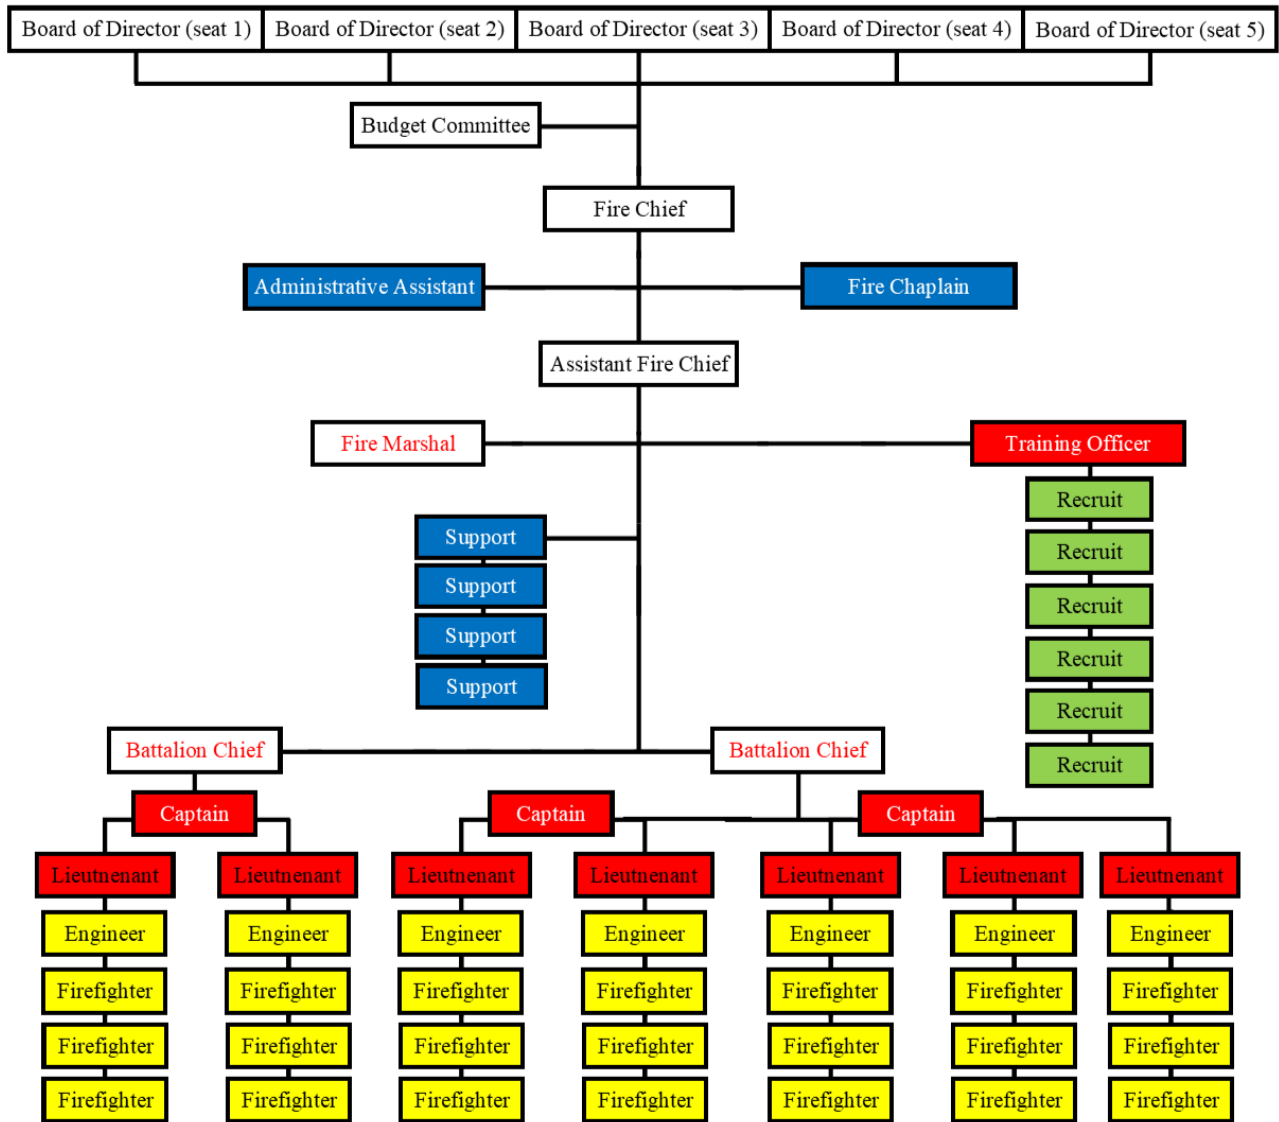 Board of Director (seat 1) Board of Director (seat 2) Board of Director (seat 3) Board of Director (seat 4) Board of Director (seat 5)
Budget Committee
Fire Chief
Administrative Assistant Fire Chaplain
Assistant Fire Chief
Fire Marshal Training Officer
Recruit
Support Recruit
Support Recruit
Support Recruit
Support Recruit
Battalion Chief Battalion Chief Recruit
Captain Captain Captain
Lieutnenant Lieutnenant Lieutnenant Lieutnenant Lieutnenant Lieutnenant Lieutnenant
Engineer Engineer Engineer Engineer Engineer Engineer Engineer
Firefighter Firefighter Firefighter Firefighter Firefighter Firefighter Firefighter
Firefighter Firefighter Firefighter Firefighter Firefighter Firefighter Firefighter
Firefighter Firefighter Firefighter Firefighter Firefighter Firefighter Firefighter